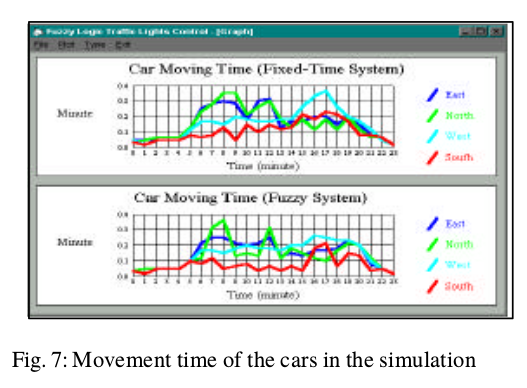 Fuzzy Logic Traffic Lights Control - [Graph]
File Plot Type Exit
Car Moving Time (Fixed-Time System)
Minute
0.4
0.3
0.2
0.1
0.0
0 1 2 3 4 5 6 7 8 9 10 11 12 13 14 15 16 17 18 19 20 21 22 23
Time (minute)
East
North
West
South
Car Moving Time (Fuzzy System)
Minute
0.4
0.3
0.2
0.1
0.0
0 1 2 3 4 5 6 7 8 9 10 11 12 13 14 15 16 17 18 19 20 21 22 23
Time (minute)
East
North
West
South
Fig. 7: Movement time of the cars in the simulation